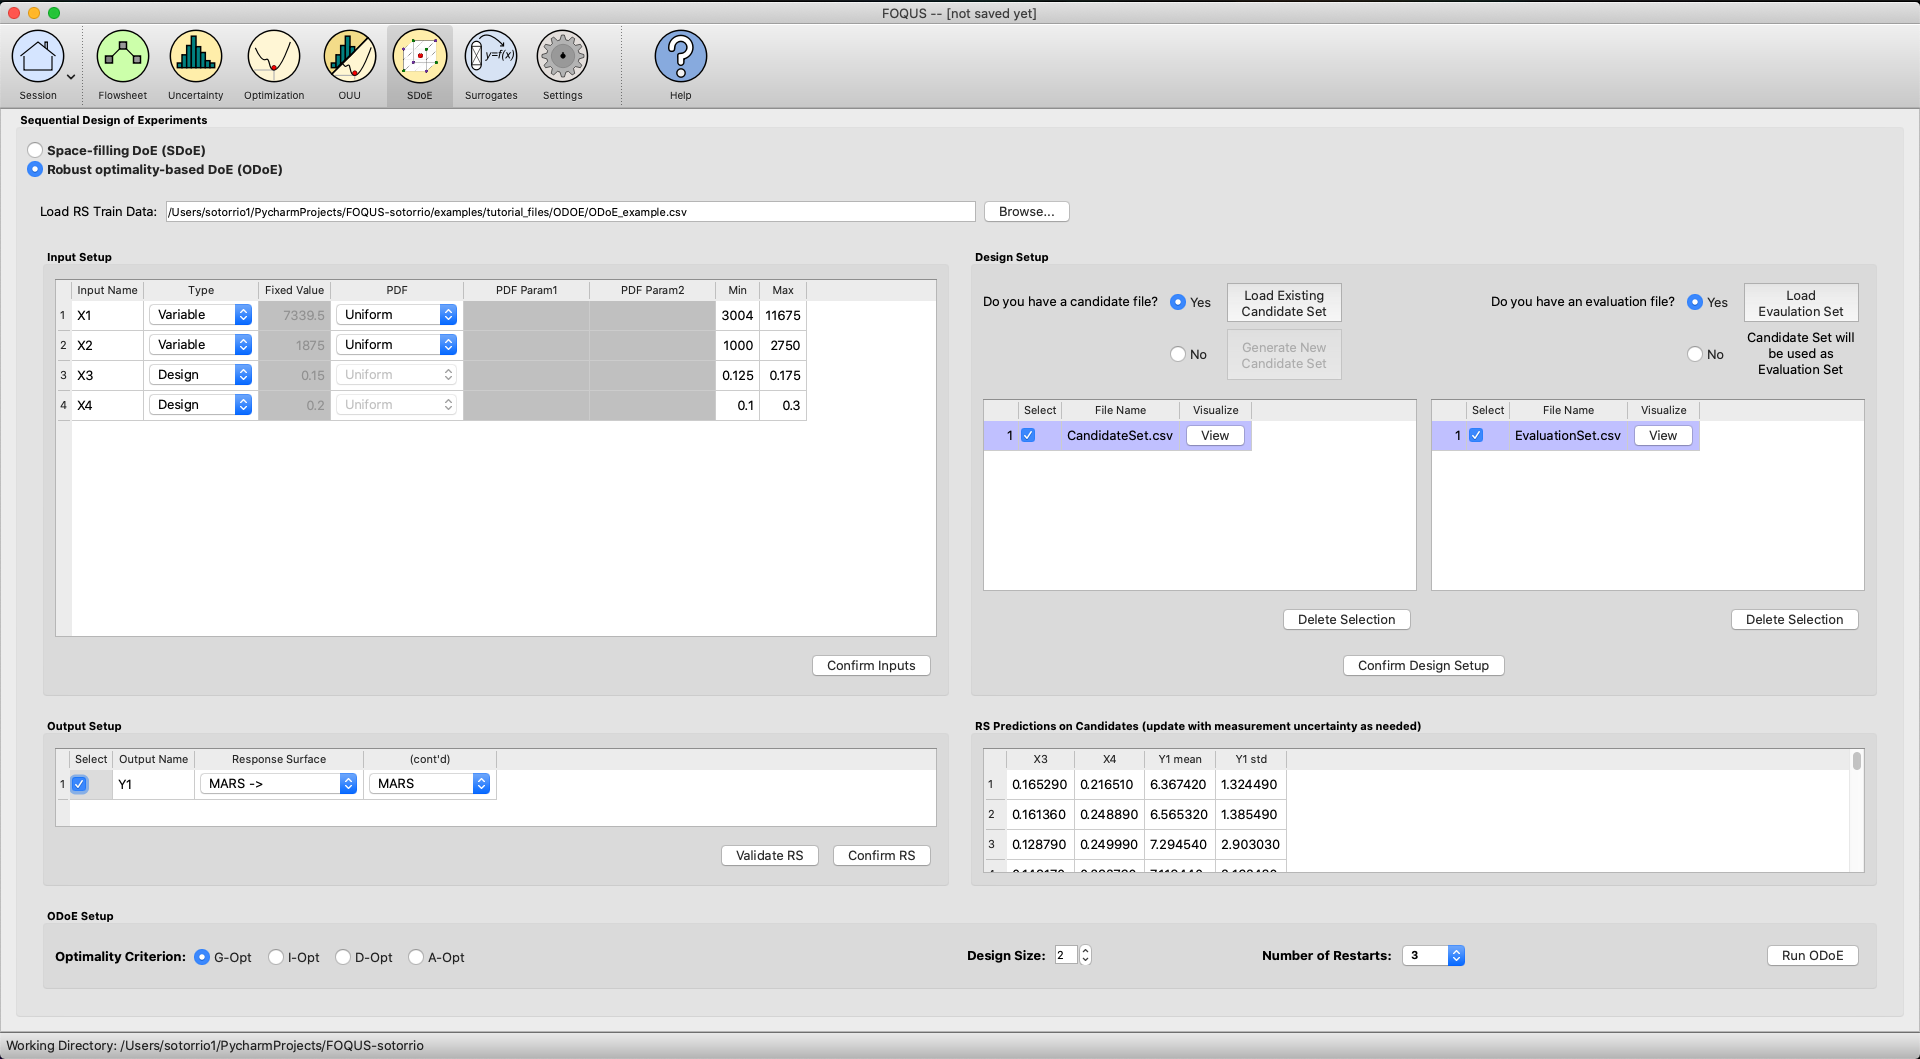 FOQUS -- [not saved yet]
Session
Flowsheet
Uncertainty
Optimization
OUU
SDoE
y=f(x)
Surrogates
Settings
?
Help
Sequential Design of Experiments
Space-filling DoE (SDoE)
Robust optimality-based DoE (ODoE)
Load RS Train Data: /Users/sotorrio1/PycharmProjects/FOQUS-sotorrio/examples/tutorial_files/ODOE/ODoE_example.csv Browse...
Input Setup
Input Name Type Fixed Value PDF PDF Param1 PDF Param2 Min Max
1 X1 Variable 7339.5 Uniform 3004 11675
2 X2 Variable 1875 Uniform 1000 2750
3 X3 Design 0.15 Uniform 0.125 0.175
4 X4 Design 0.2 Uniform 0.1 0.3
Confirm Inputs
Design Setup
Do you have a candidate file? Yes
Load Existing
Candidate Set
No
Generate New
Candidate Set
Do you have an evaluation file? Yes
Load
Evaulation Set
No
Candidate Set will
be used as
Evaluation Set
Select File Name Visualize
1 CandidateSet.csv View
Delete Selection
Select File Name Visualize
1 EvaluationSet.csv View
Delete Selection
Confirm Design Setup
Output Setup
Select Output Name Response Surface (cont'd)
1 Y1 MARS -> MARS
Validate RS Confirm RS
RS Predictions on Candidates (update with measurement uncertainty as needed)
X3 X4 Y1 mean Y1 std
1 0.165290 0.216510 6.367420 1.324490
2 0.161360 0.248890 6.565320 1.385490
3 0.128790 0.249990 7.294540 2.903030
ODoE Setup
Optimality Criterion: G-Opt I-Opt D-Opt A-Opt Design Size: 2 Number of Restarts: 3 Run ODoE
Working Directory: /Users/sotorrio1/PycharmProjects/FOQUS-sotorrio